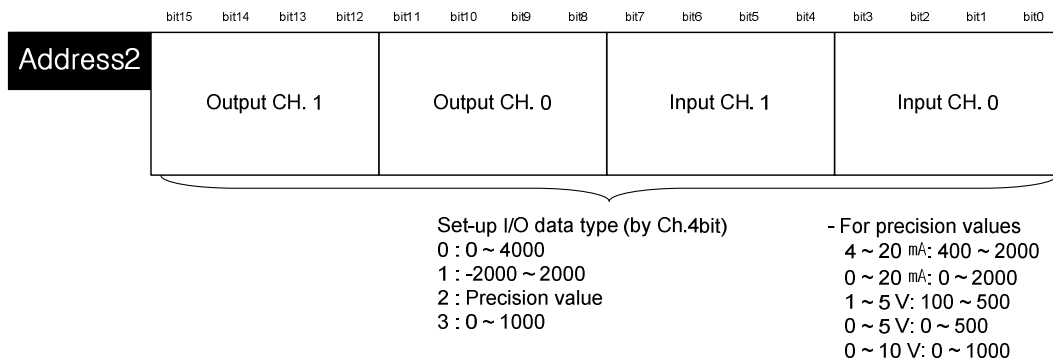 bit15 bit14 bit13 bit12 bit11 bit10 bit9 bit8 bit7 bit6 bit5 bit4 bit3 bit2 bit1 bit0
Address2
Output CH. 1 Output CH. 0 Input CH. 1 Input CH. 0
Set-up I/O data type (by Ch.4bit)
0 : 0 ~ 4000
1 : -2000 ~ 2000
2 : Precision value
3 : 0 ~ 1000
- For precision values
4 ~ 20 ㎃: 400 ~ 2000
0 ~ 20 ㎃: 0 ~ 2000
1 ~ 5 V: 100 ~ 500
0 ~ 5 V: 0 ~ 500
0 ~ 10 V: 0 ~ 1000